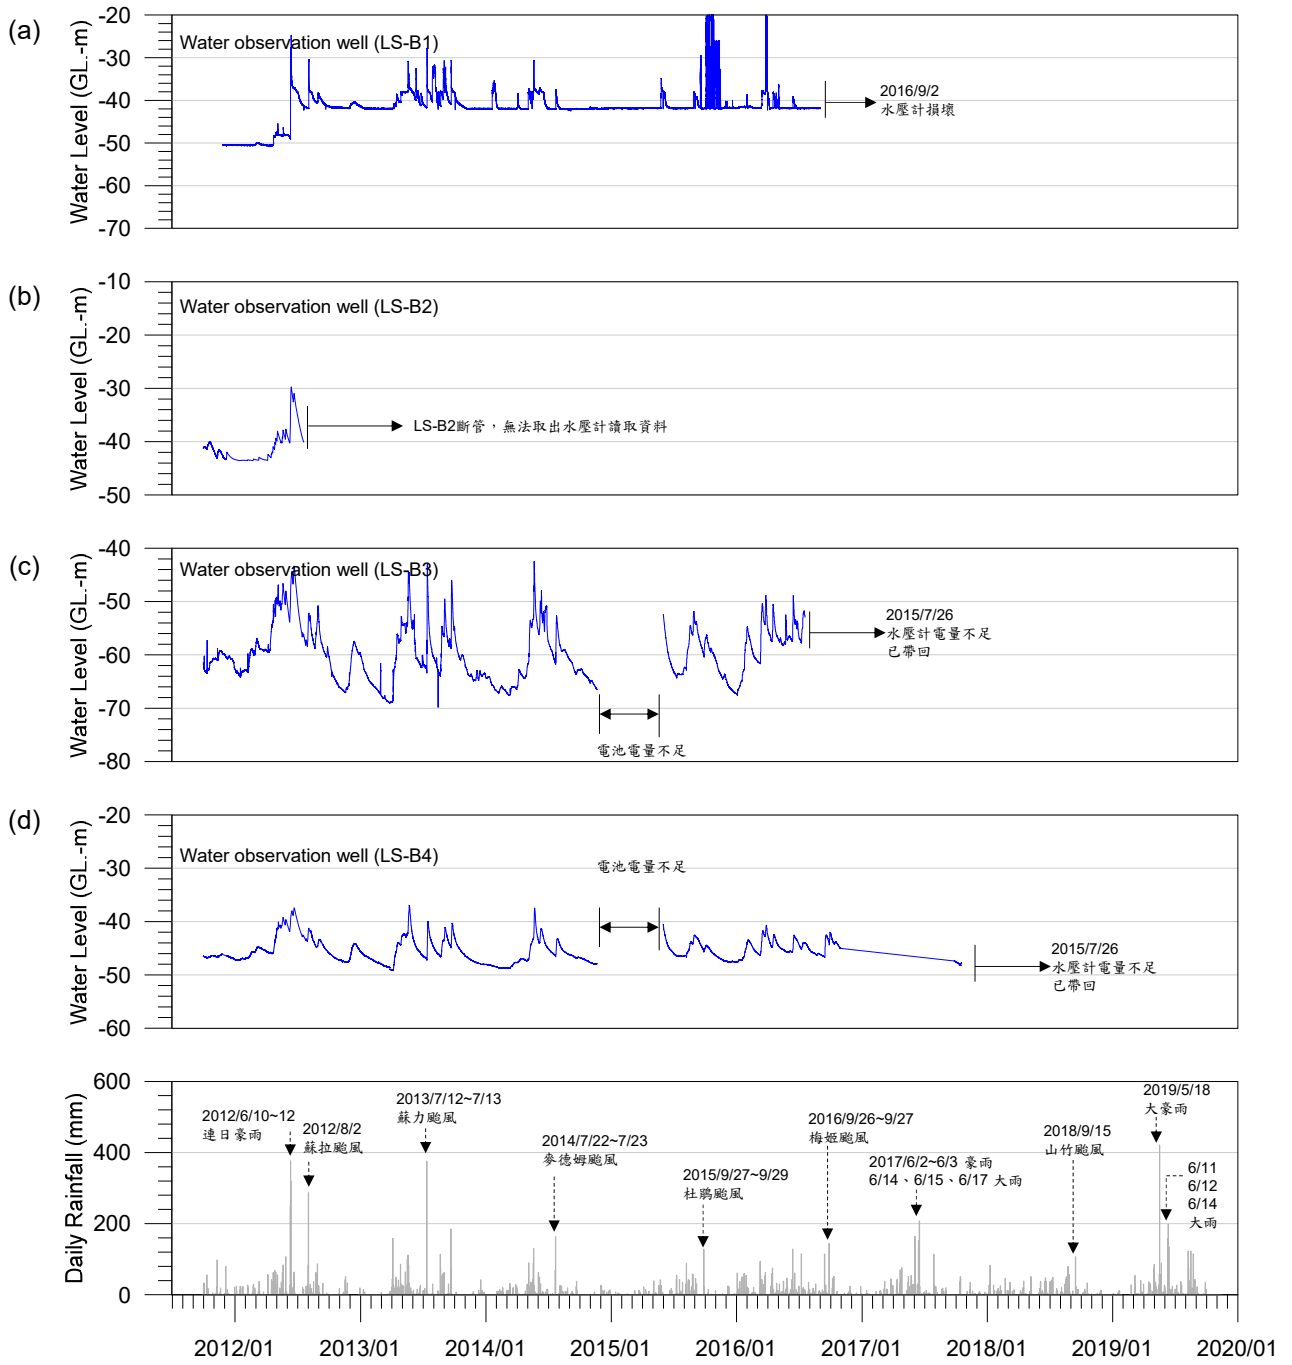 (a)
Water observation well (LS-B1)
Water Level (GL.-m)
-20
-30
-40
-50
-60
-70
2016/9/2
水壓計損壞
(b)
Water observation well (LS-B2)
Water Level (GL.-m)
-10
-20
-30
-40
-50
LS-B2斷管，無法取出水壓計讀取資料
(c)
Water observation well (LS-B3)
Water Level (GL.-m)
-40
-50
-60
-70
-80
2015/7/26
水壓計電量不足
已帶回
電池電量不足
(d)
Water observation well (LS-B4)
Water Level (GL.-m)
-20
-30
-40
-50
-60
電池電量不足
2015/7/26
水壓計電量不足
已帶回
Daily Rainfall (mm)
600
400
200
0
2012/6/10~12
連日豪雨
2012/8/2
蘇拉颱風
2013/7/12~7/13
蘇力颱風
2014/7/22~7/23
麥德姆颱風
2015/9/27~9/29
杜鵑颱風
2016/9/26~9/27
梅姬颱風
2017/6/2~6/3 豪雨
6/14、6/15、6/17 大雨
2018/9/15
山竹颱風
2019/5/18
大豪雨
6/11
6/12
6/14
大雨
2012/01
2013/01
2014/01
2015/01
2016/01
2017/01
2018/01
2019/01
2020/01